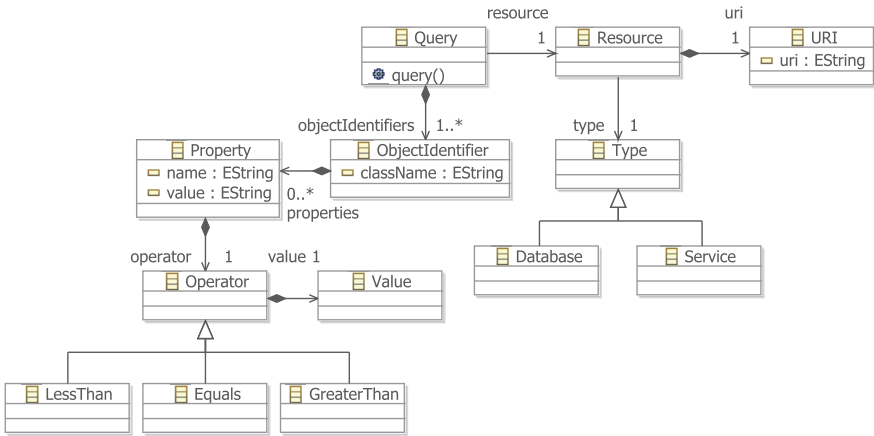 resource
uri
Query
1
Resource
1
URI
uri : EString
query()
objectIdentifiers
1..*
type
1
Property
ObjectIdentifier
Type
name : EString
className : EString
value : EString
0..*
properties
operator
1
value 1
Database
Service
Operator
Value
LessThan
Equals
GreaterThan